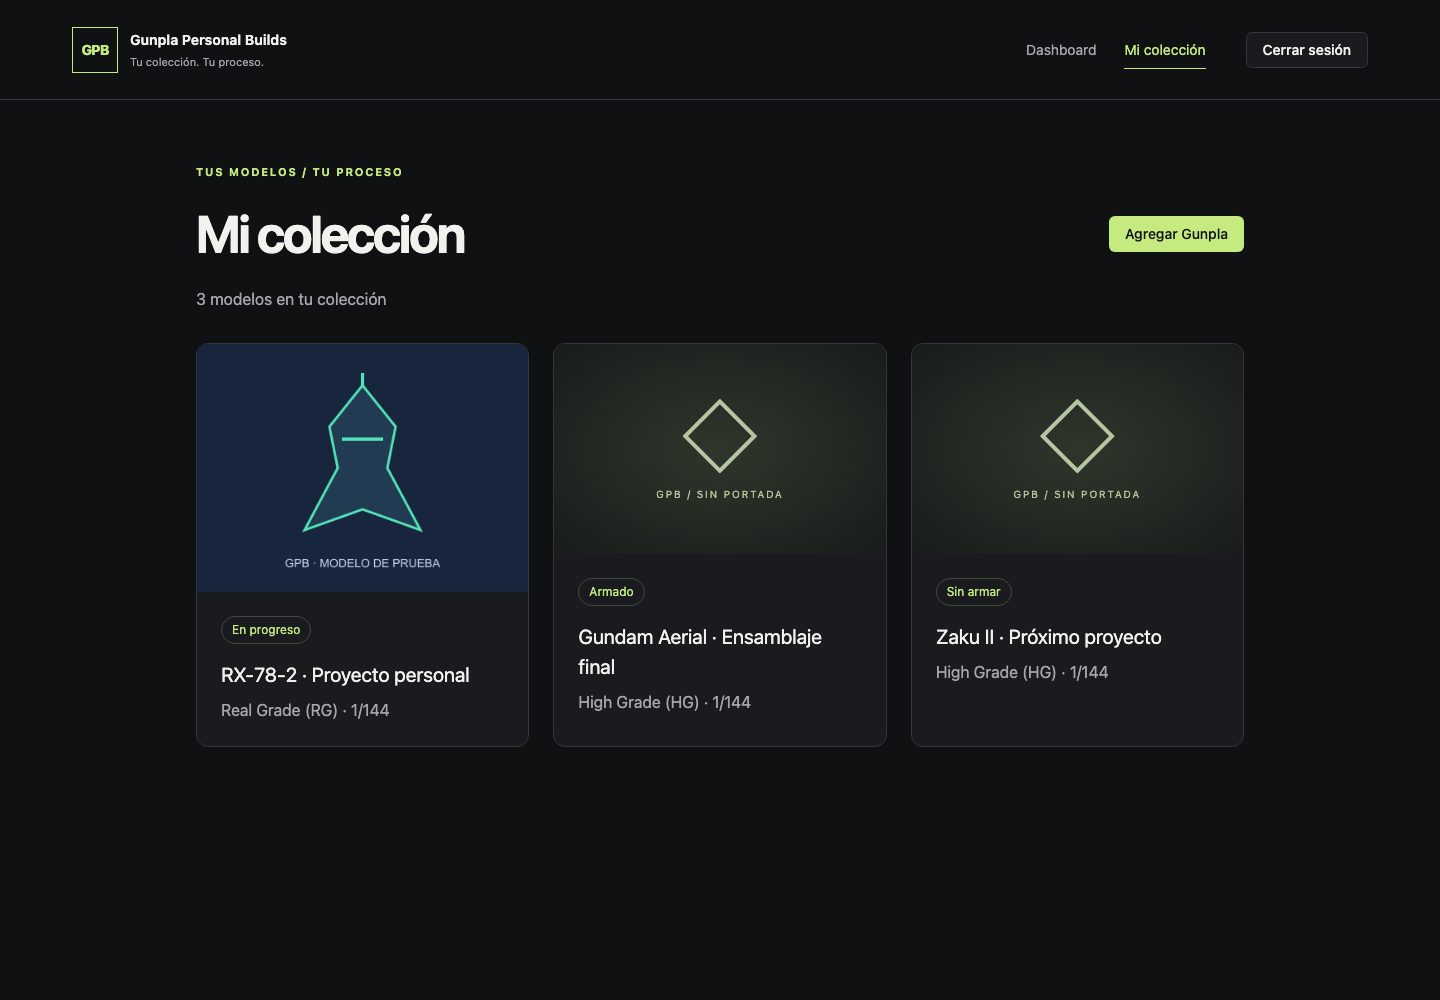 GPB
Gunpla Personal Builds
Tu colección. Tu proceso.
Dashboard
Mi colección
Cerrar sesión
TUS MODELOS / TU PROCESO
Mi colección
Agregar Gunpla
3 modelos en tu colección
GPB · MODELO DE PRUEBA
En progreso
RX-78-2 · Proyecto personal
Real Grade (RG) · 1/144
GPB / SIN PORTADA
Armado
Gundam Aerial · Ensamblaje
final
High Grade (HG) · 1/144
GPB / SIN PORTADA
Sin armar
Zaku II · Próximo proyecto
High Grade (HG) · 1/144